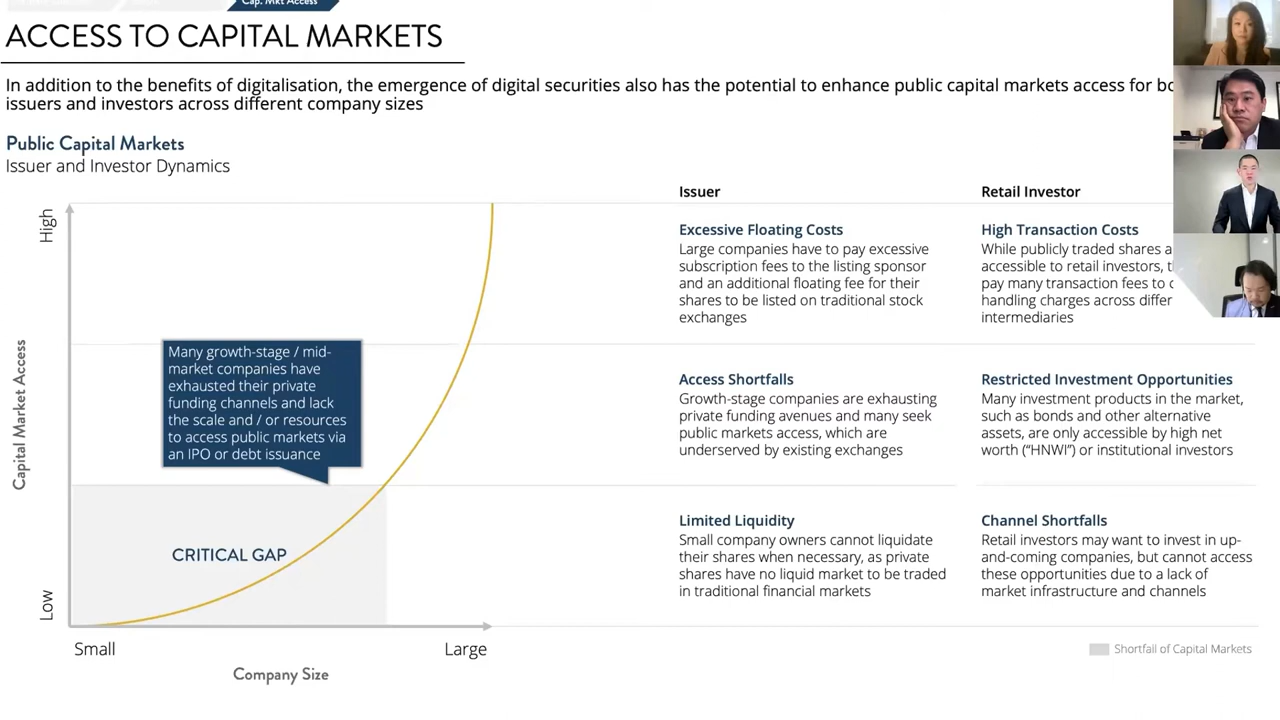 Cap. Mkt Access
ACCESS TO CAPITAL MARKETS
In addition to the benefits of digitalisation, the emergence of digital securities also has the potential to enhance public capital markets access for
issuers and investors across different company sizes
Public Capital Markets
Issuer and Investor Dynamics
Issuer
Retail Investor
High
Low
Capital Market Access
Many growth-stage / mid-
market companies have
exhausted their private
funding channels and lack
the scale and / or resources
to access public markets via
an IPO or debt issuance
CRITICAL GAP
Small
Large
Company Size
Excessive Floating Costs
Large companies have to pay excessive
subscription fees to the listing sponsor
and an additional floating fee for their
shares to be listed on traditional stock
exchanges
High Transaction Costs
While publicly traded shares
accessible to retail investors,
pay many transaction fees to
handling charges across
intermediaries
Access Shortfalls
Growth-stage companies are exhausting
private funding avenues and many seek
public markets access, which are
underserved by existing exchanges
Restricted Investment Opportunities
Many investment products in the market,
such as bonds and other alternative
assets, are only accessible by high net
worth (“HNWI”) or institutional investors
Limited Liquidity
Small company owners cannot liquidate
their shares when necessary, as private
shares have no liquid market to be traded
in traditional financial markets
Channel Shortfalls
Retail investors may want to invest in up-
and-coming companies, but cannot access
these opportunities due to a lack of
market infrastructure and channels
Shortfall of Capital Markets